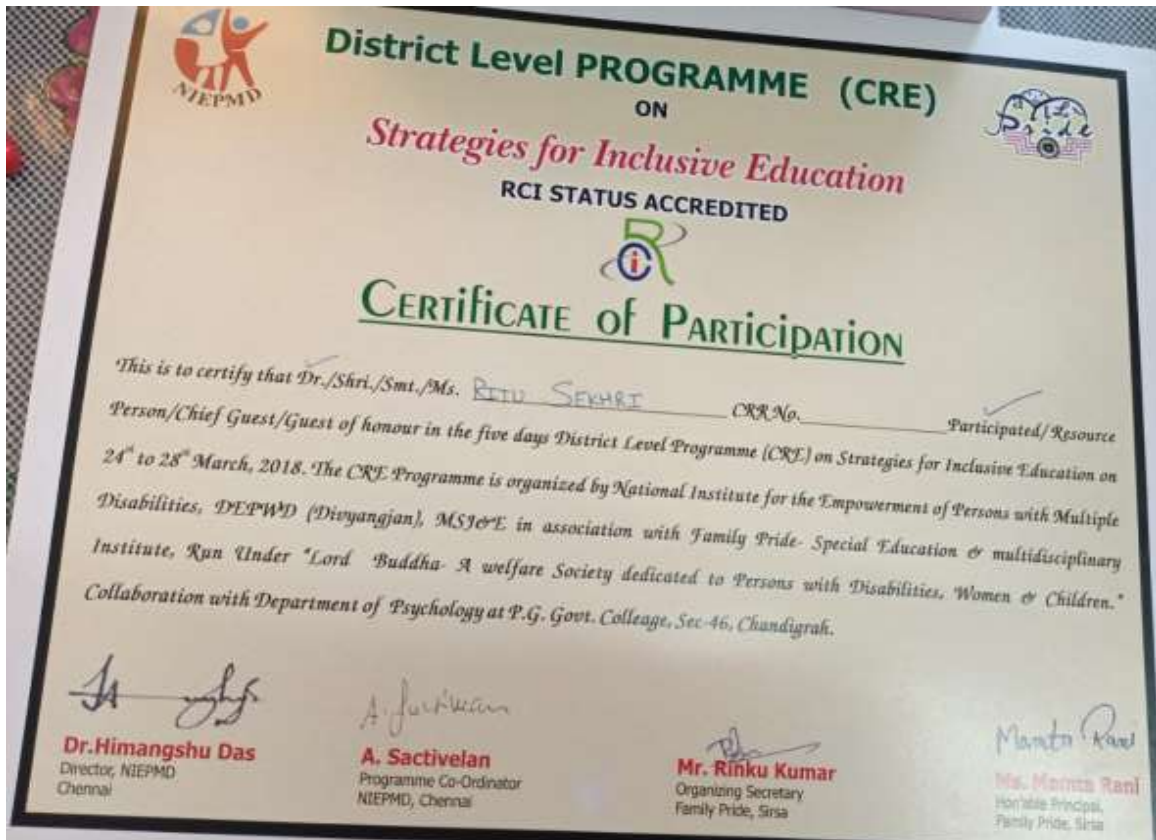 NIEPMD
District Level PROGRAMME (CRE)
ON
Strategies for Inclusive Education
RCI STATUS ACCREDITED
Pride
CERTIFICATE of PARTICIPATION
This is to certify that Dr./Shri./Smt./Ms. RITU SEKHRI CRR No. Participated/ Resource
Person/Chief Guest/Guest of honour in the five days District Level Programme (CRE) on Strategies for Inclusive Education on
24th to 28th March, 2018. The CRE Programme is organized by National Institute for the Empowerment of Persons with Multiple
Disabilities, DEPWD (Divyangjan), MSJ&E in association with Family Pride- Special Education & multidisciplinary
Institute, Run Under "Lord Buddha- A welfare Society dedicated to Persons with Disabilities, Women & Children."
Collaboration with Department of Psychology at P.G. Govt. Colleage, Sec-46, Chandigrah.
Mamta Rani
Dr.Himangshu Das
Director, NIEPMD
Chennai
A. Sactivelan
Programme Co-Ordinator
NIEPMD, Chennai
Mr. Rinku Kumar
Organizing Secretary
Family Pride, Sirsa
Ms. Mamta Rani
Hon'able Principal,
Family Pride, Sirsa